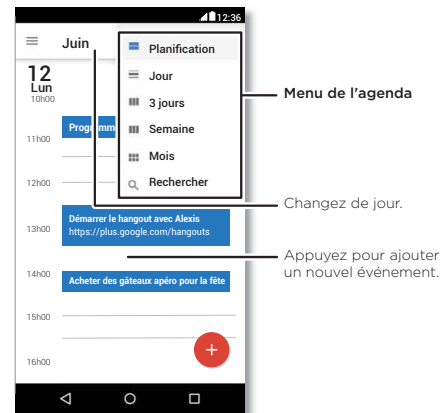 12:36
Juin
Planification
Jour
3 jours
Semaine
Mois
Rechercher
Menu de l'agenda
12
Lun
10h00
Programm
11h00
12h00
Changez de jour.
Démarrer le hangout avec Alexis
https://plus.google.com/hangouts
13h00
Appuyez pour ajouter
un nouvel événement.
14h00
Acheter des gâteaux apéro pour la fête
15h00
16h00
+